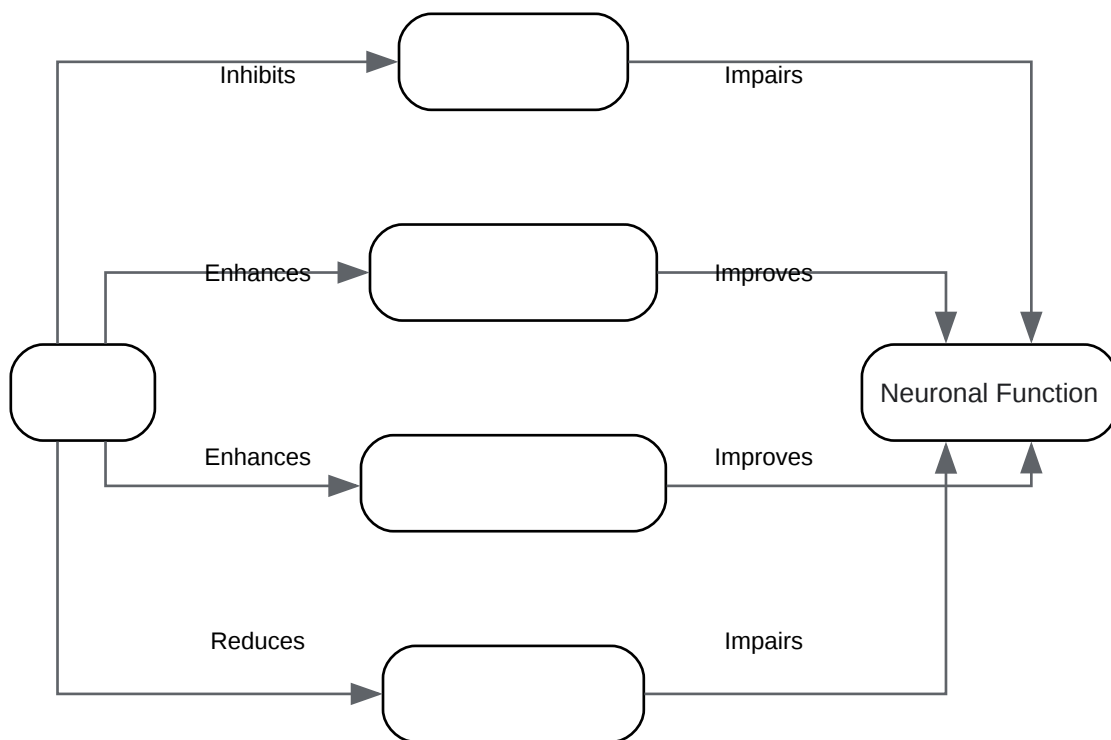 Inhibits
Impairs
Enhances
Improves
Neuronal Function
Enhances
Improves
Reduces
Impairs